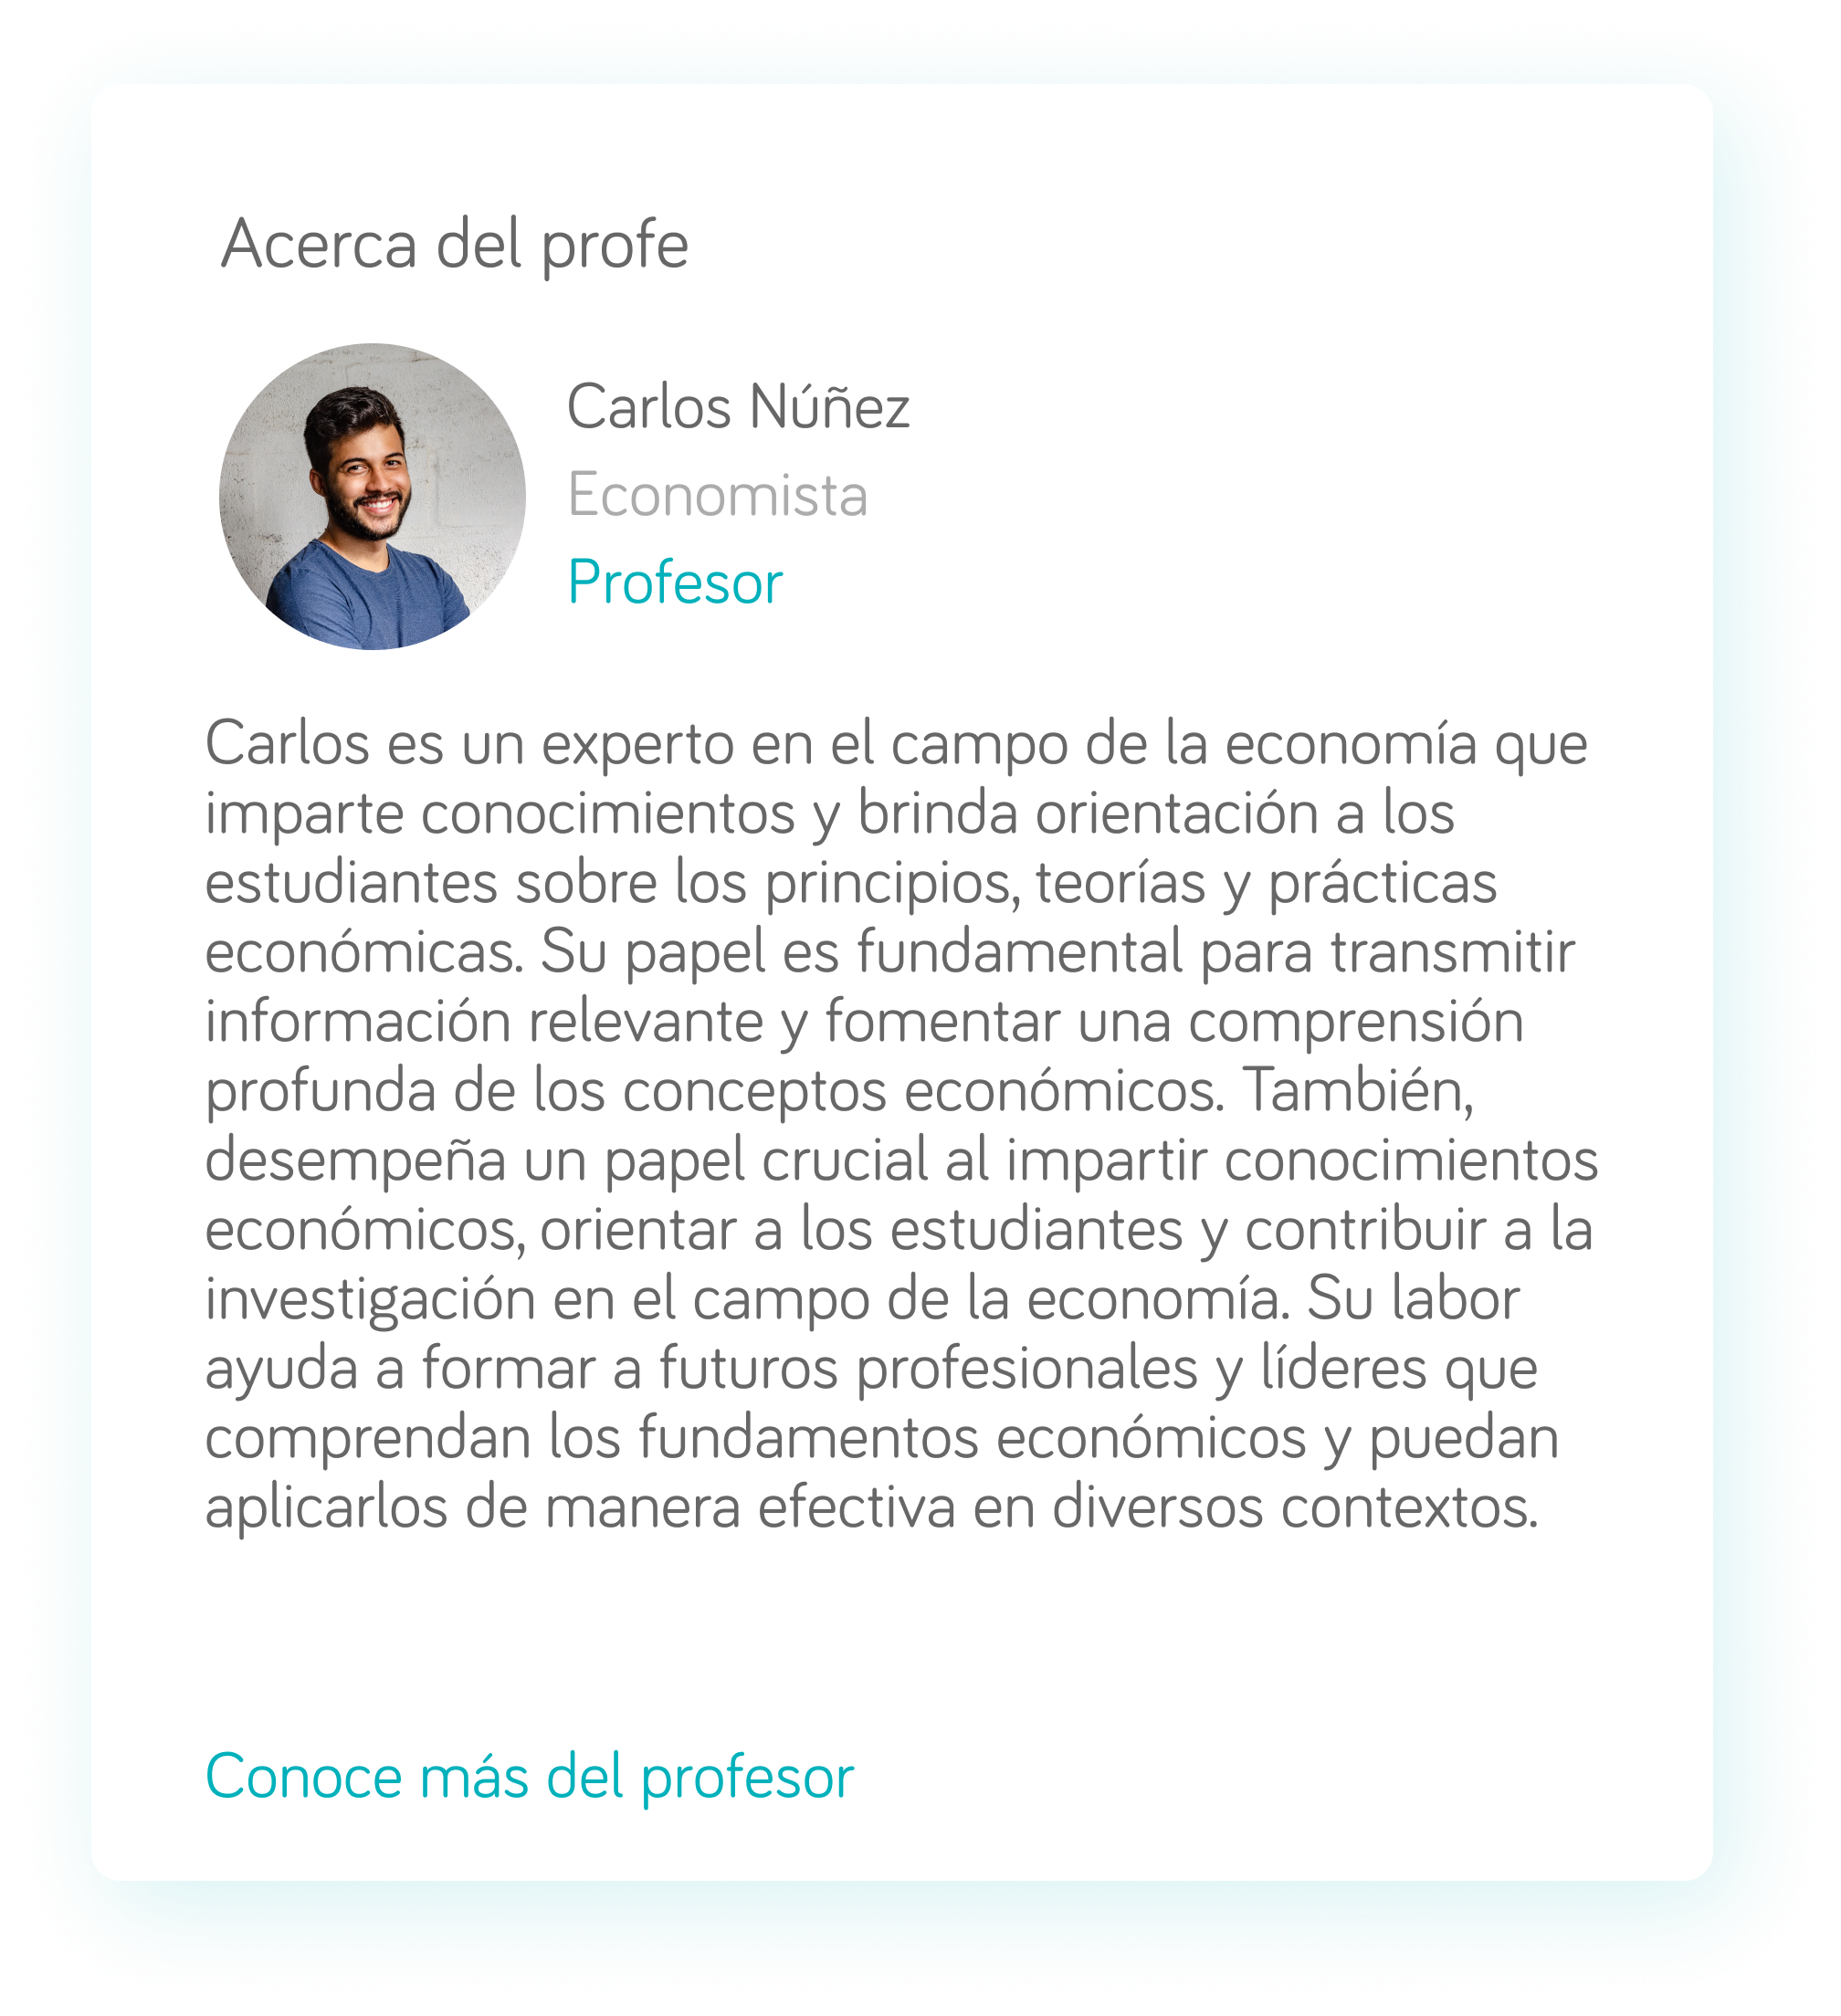 Acerca del profe
Carlos Núñez
Economista
Profesor
Carlos es un experto en el campo de la economía que
imparte conocimientos y brinda orientación a los
estudiantes sobre los principios, teorías y prácticas
económicas. Su papel es fundamental para transmitir
información relevante y fomentar una comprensión
profunda de los conceptos económicos. También,
desempeña un papel crucial al impartir conocimientos
económicos, orientar a los estudiantes y contribuir a la
investigación en el campo de la economía. Su labor
ayuda a formar a futuros profesionales y líderes que
comprendan los fundamentos económicos y puedan
aplicarlos de manera efectiva en diversos contextos.
Conoce más del profesor